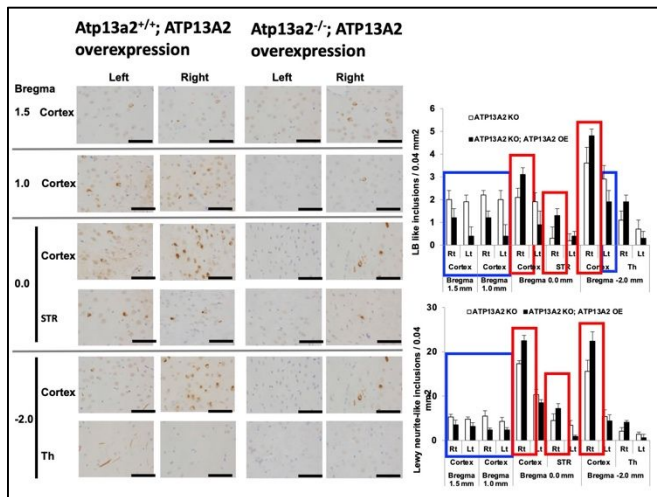 Atp13a2+/+; ATP13A2 overexpression
Atp13a2-/-; ATP13A2 overexpression
Left
Right
Left
Right
Bregma
1.5 Cortex
1.0 Cortex
0.0
Cortex
STR
-2.0
Cortex
Th
LB like inclusions / 0.04 mm2
6
5
4
3
2
1
0
ATP13A2 KO
ATP13A2 KO; ATP13A2 OE
Rt Lt Rt Lt Rt Lt Rt Lt Rt Lt Rt Lt
Cortex Cortex Cortex STR Cortex Th
Bregma 1.5 mm
Bregma 1.0 mm
Bregma 0.0 mm
Bregma -2.0 mm
Lewy neurite-like inclusions / 0.04 mm2
30
20
10
0
ATP13A2 KO ATP13A2 KO; ATP13A2 OE
Rt Lt Rt Lt Rt Lt Rt Lt Rt Lt Rt Lt
Cortex Cortex Cortex STR Cortex Th
Bregma 1.5 mm
Bregma 1.0 mm
Bregma 0.0 mm
Bregma -2.0 mm